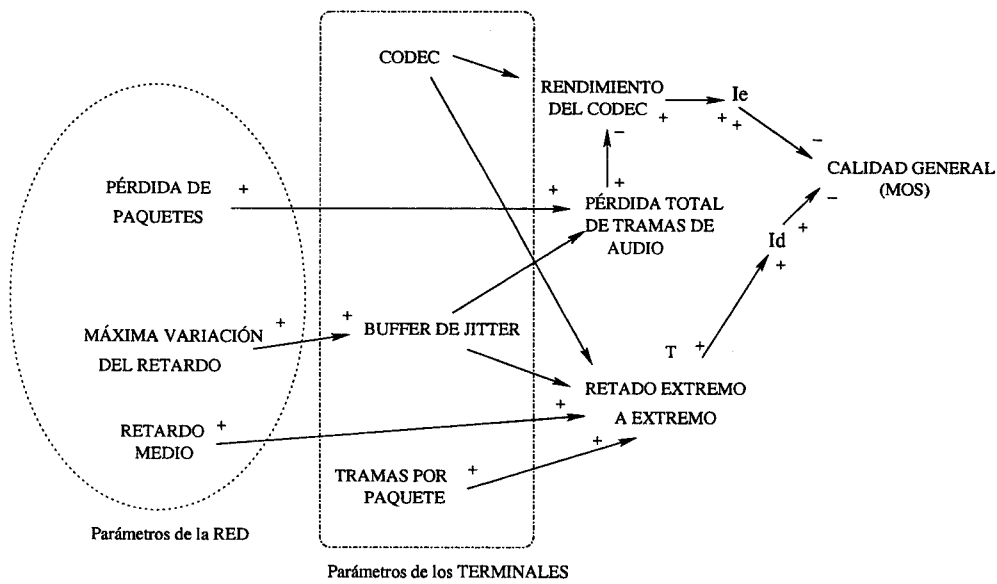 CODEC
RENDIMIENTO
DEL CODEC
+
Ie
+ +
−
CALIDAD GENERAL
(MOS)
−
−
PÉRDIDA DE
PAQUETES
+
+
+
PÉRDIDA TOTAL
DE TRAMAS DE
AUDIO
Id
+
+
MÁXIMA VARIACIÓN
DEL RETARDO
+
+
BUFFER DE JITTER
T
+
RETADO EXTREMO
A EXTREMO
+
+
RETARDO
MEDIO
+
TRAMAS POR
PAQUETE
+
Parámetros de la RED
Parámetros de los TERMINALES